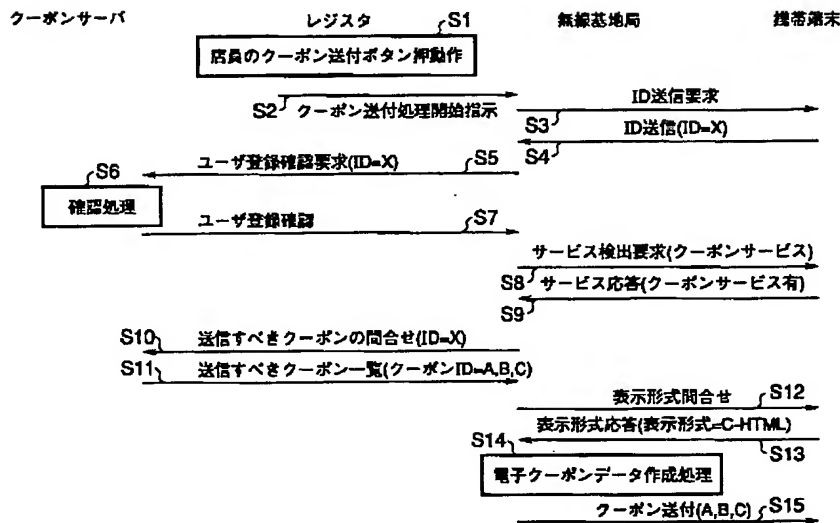 クーポンサーバ
レジスタ
無線基地局
携帯端末
S1
店員のクーポン送付ボタン押動作
S2 クーポン送付処理開始指示
ID送信要求
S3
ID送信(ID=X)
S4
ユーザ登録確認要求(ID=X) S5
S6
確認処理
ユーザ登録確認 S7
サービス検出要求(クーポンサービス)
S8 サービス応答(クーポンサービス有)
S9
S10 送信すべきクーポンの問合せ(ID=X)
S11 送信すべきクーポン一覧(クーポンID=A,B,C)
表示形式問合せ S12
表示形式応答(表示形式=C-HTML)
S13
S14
電子クーポンデータ作成処理
クーポン送付(A,B,C) S15